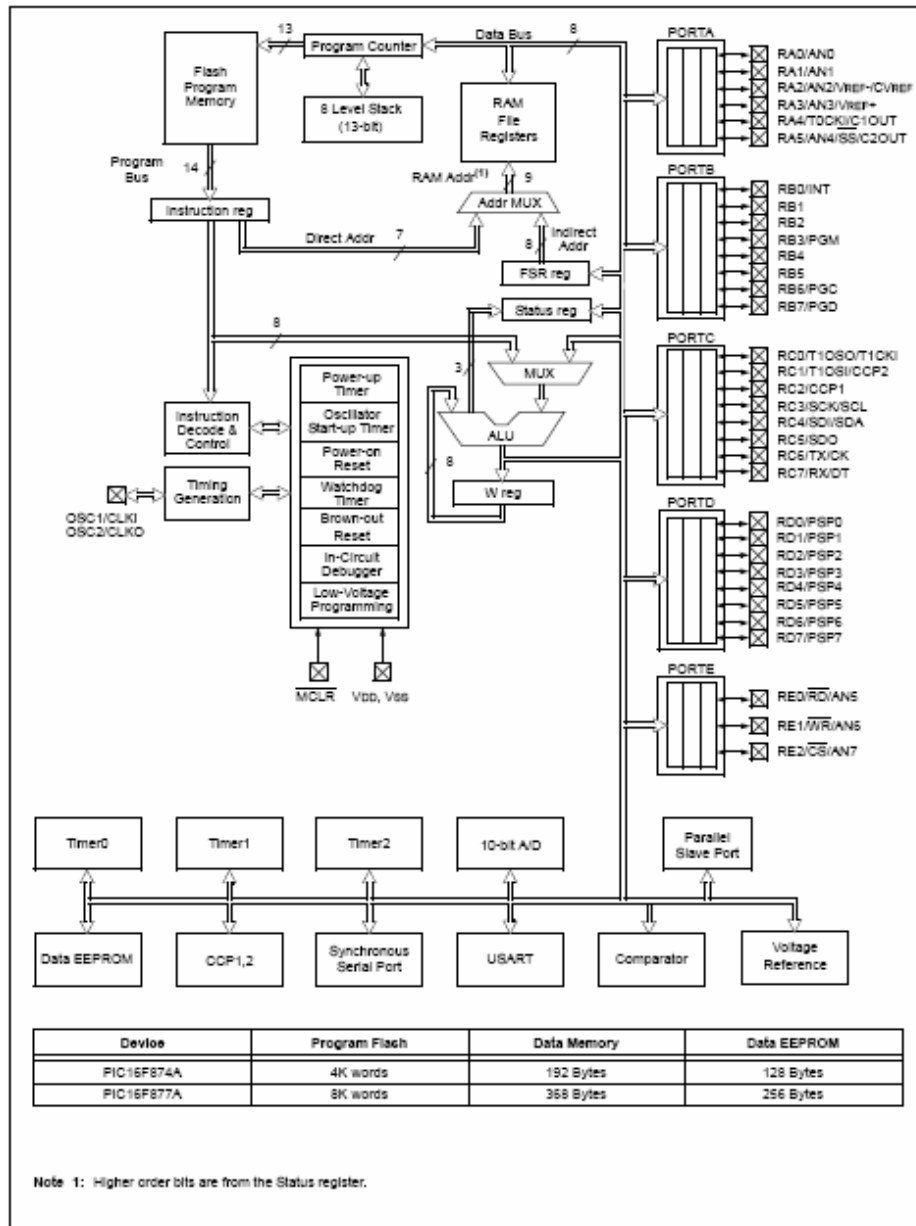 13
Program Counter
Data Bus
8
Flash
Program
Memory
8 Level Stack
(13-bit)
RAM
File
Registers
Program
Bus
14
RAM Addr(1)
9
Addr MUX
Instruction reg
Direct Addr
7
8
Indirect
Addr
FSR reg
Status reg
8
3
MUX
Power-up
Timer
Oscillator
Start-up Timer
Power-on
Reset
Watchdog
Timer
Brown-out
Reset
In-Circuit
Debugger
Low-Voltage
Programming
Instruction
Decode &
Control
ALU
8
W reg
Timing
Generation
OSC1/CLKI
OSC2/CLKO
MCLR
VDD, VSS
PORTA
RA0/AN0
RA1/AN1
RA2/AN2/VREF-/CVREF
RA3/AN3/VREF+
RA4/T0CKI/C1OUT
RA5/AN4/SS/C2OUT
PORTB
RB0/INT
RB1
RB2
RB3/PGM
RB4
RB5
RB6/PGC
RB7/PGD
PORTC
RC0/T1OSO/T1CKI
RC1/T1OSI/CCP2
RC2/CCP1
RC3/SCK/SCL
RC4/SDI/SDA
RC5/SDO
RC6/TX/CK
RC7/RX/DT
PORTD
RD0/PSP0
RD1/PSP1
RD2/PSP2
RD3/PSP3
RD4/PSP4
RD5/PSP5
RD6/PSP6
RD7/PSP7
PORTE
RE0/RD/AN5
RE1/WR/AN6
RE2/CS/AN7
Timer0
Timer1
Timer2
10-bit A/D
Parallel
Slave Port
Data EEPROM
CCP1,2
Synchronous
Serial Port
USART
Comparator
Voltage
Reference
Device Program Flash Data Memory Data EEPROM
PIC16F874A 4K words 192 Bytes 128 Bytes
PIC16F877A 8K words 368 Bytes 256 Bytes
Note 1: Higher order bits are from the Status register.